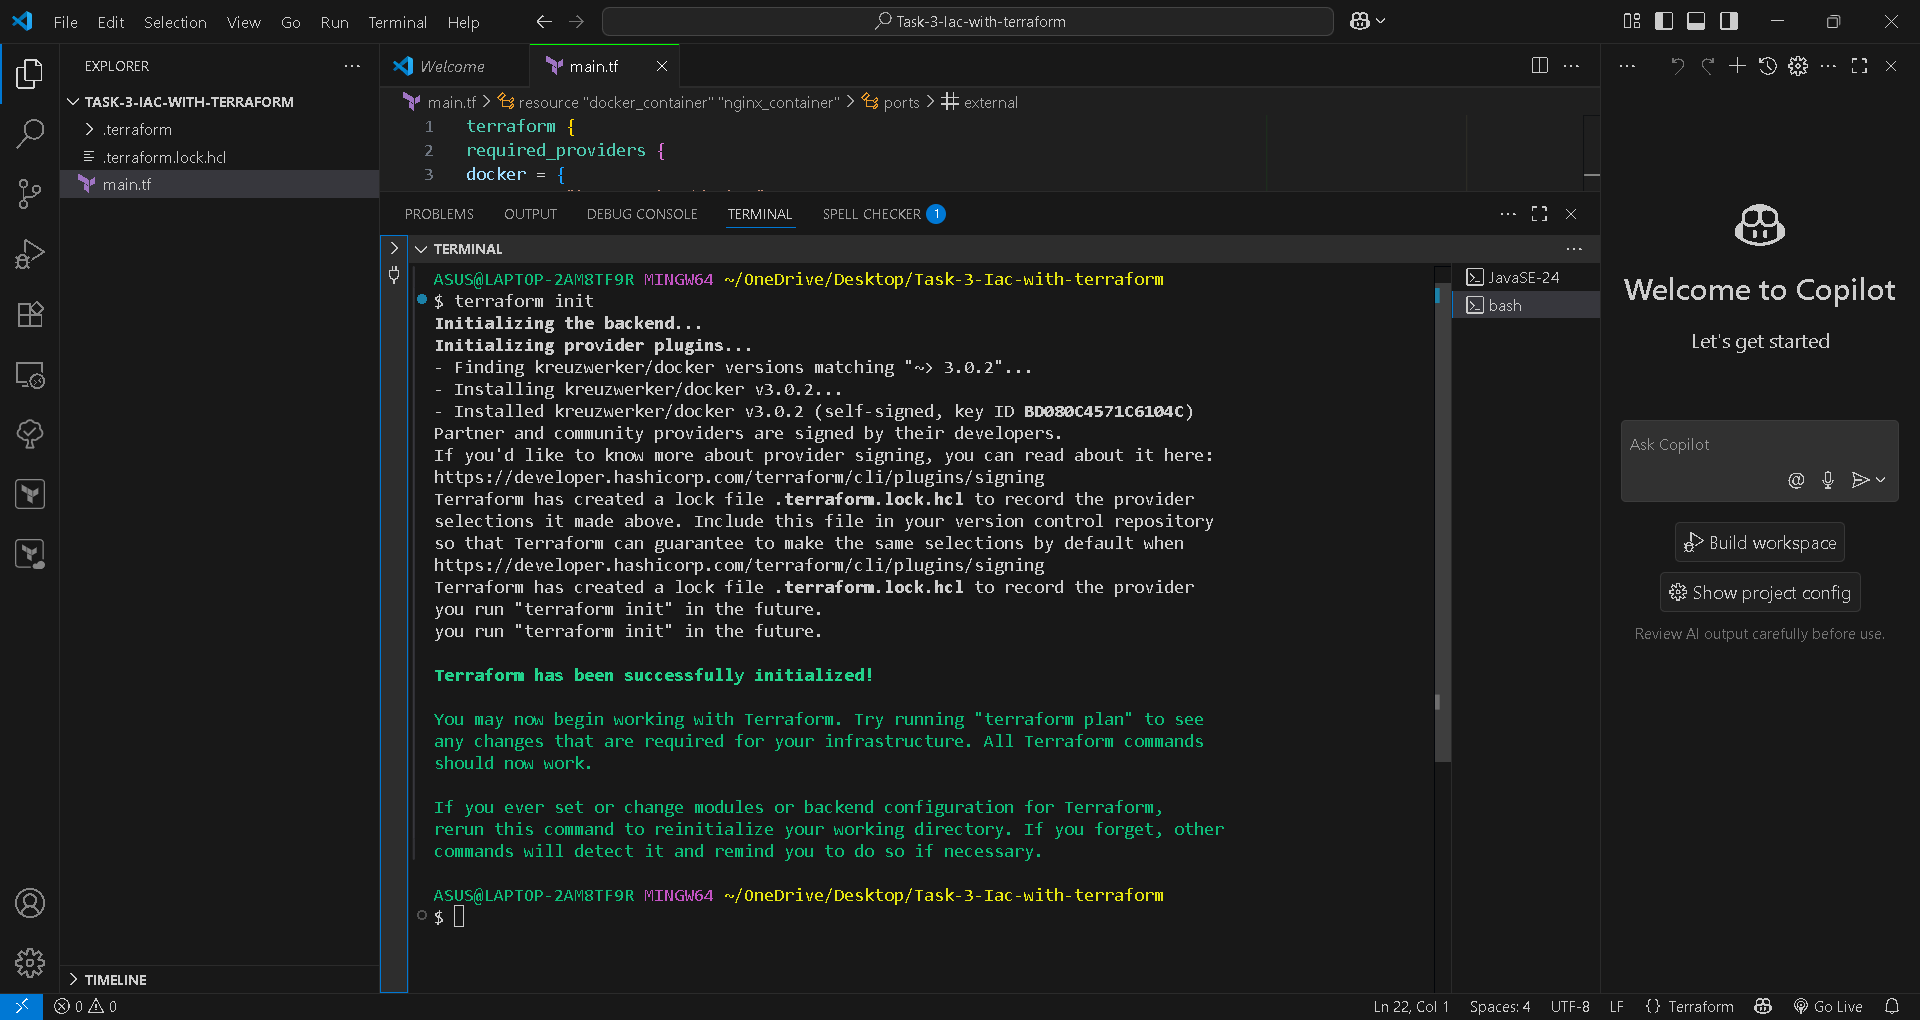 File Edit Selection View Go Run Terminal Help
Task-3-Iac-with-terraform
EXPLORER
TASK-3-IAC-WITH-TERRAFORM
.terraform
.terraform.lock.hcl
main.tf
TIMELINE
Welcome
main.tf
main.tf > resource "docker_container" "nginx_container" > ports > # external
1 terraform {
2 required_providers {
3 docker = {
PROBLEMS OUTPUT DEBUG CONSOLE TERMINAL SPELL CHECKER 1
TERMINAL
ASUS@LAPTOP-2AM8TF9R MINGW64 ~/OneDrive/Desktop/Task-3-Iac-with-terraform
$ terraform init
Initializing the backend...
Initializing provider plugins...
- Finding kreuzwerker/docker versions matching "~> 3.0.2"...
- Installing kreuzwerker/docker v3.0.2...
- Installed kreuzwerker/docker v3.0.2 (self-signed, key ID BD080C4571C6104C)
Partner and community providers are signed by their developers.
If you'd like to know more about provider signing, you can read about it here:
https://developer.hashicorp.com/terraform/cli/plugins/signing
Terraform has created a lock file .terraform.lock.hcl to record the provider
selections it made above. Include this file in your version control repository
so that Terraform can guarantee to make the same selections by default when
https://developer.hashicorp.com/terraform/cli/plugins/signing
Terraform has created a lock file .terraform.lock.hcl to record the provider
you run "terraform init" in the future.
you run "terraform init" in the future.
Terraform has been successfully initialized!
You may now begin working with Terraform. Try running "terraform plan" to see
any changes that are required for your infrastructure. All Terraform commands
should now work.
If you ever set or change modules or backend configuration for Terraform,
rerun this command to reinitialize your working directory. If you forget, other
commands will detect it and remind you to do so if necessary.
ASUS@LAPTOP-2AM8TF9R MINGW64 ~/OneDrive/Desktop/Task-3-Iac-with-terraform
$
JavaSE-24
bash
Welcome to Copilot
Let's get started
Ask Copilot
Build workspace
Show project config
Review AI output carefully before use.
0 0
Ln 22, Col 1 Spaces: 4 UTF-8 LF {} Terraform Go Live